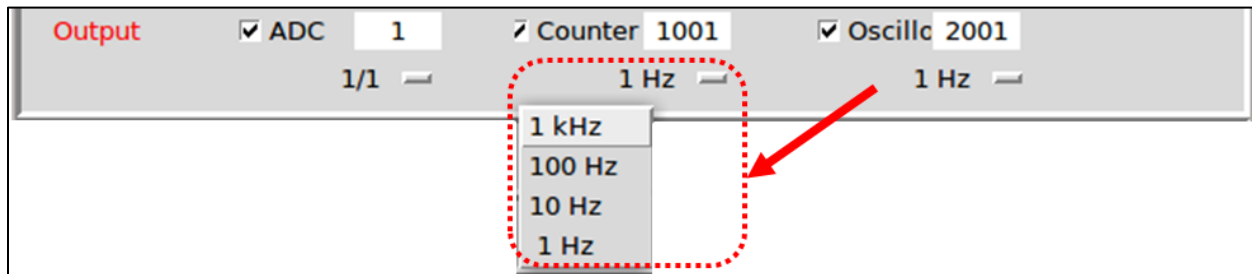 Output ADC 1 Counter 1001 Oscillo 2001
1/1 1 Hz 1 Hz
1 kHz
100 Hz
10 Hz
1 Hz